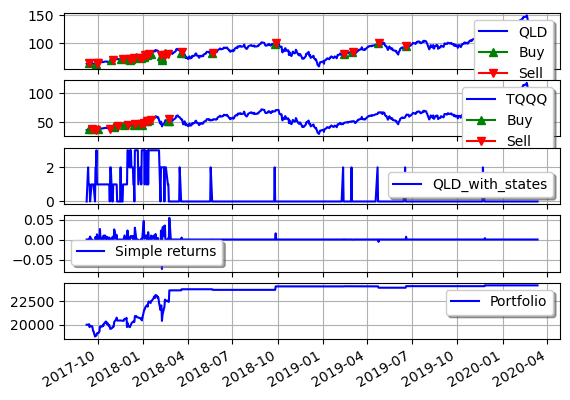 150
100
QLD
Buy
Sell
100
50
TQQQ
Buy
Sell
2
0
QLD_with_states
0.05
0.00
−0.05
Simple returns
22500
20000
Portfolio
2017-10 2018-01 2018-04 2018-07 2018-10 2019-01 2019-04 2019-07 2019-10 2020-01 2020-04